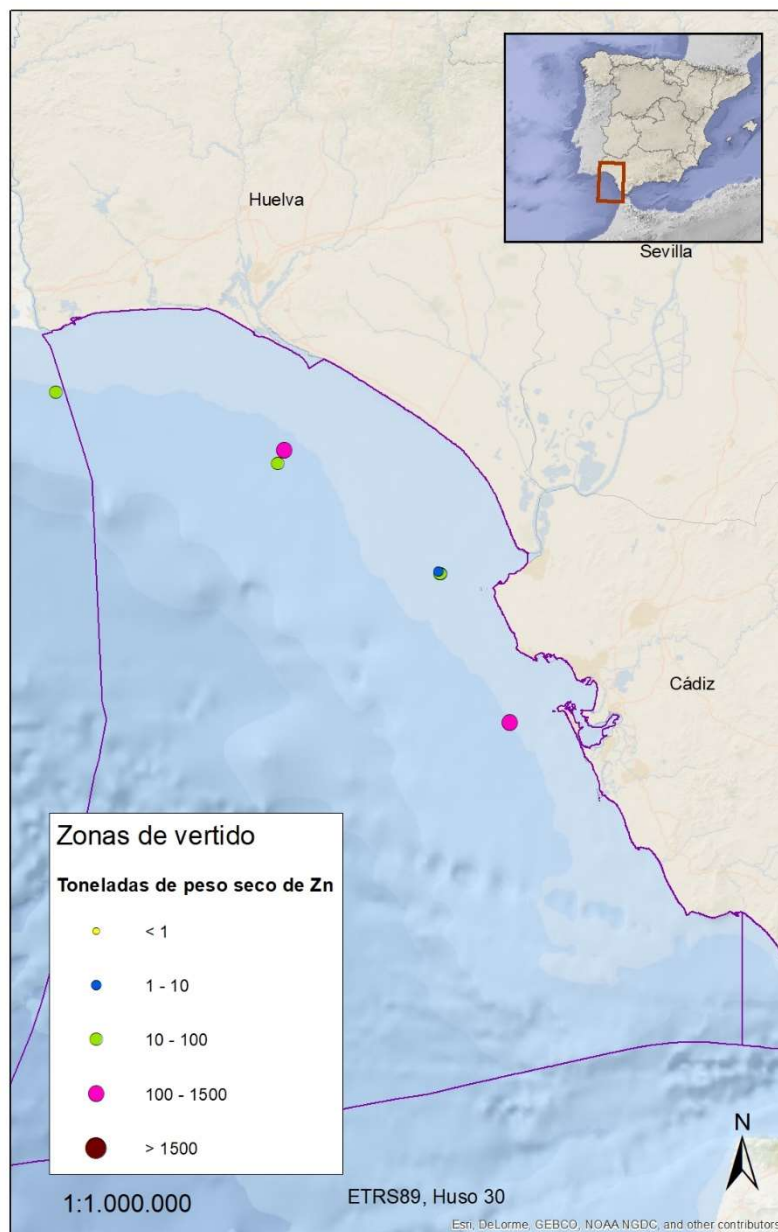 Huelva
Sevilla
Cádiz
Zonas de vertido
Toneladas de peso seco de Zn
< 1
1 - 10
10 - 100
100 - 1500
> 1500
N
1:1.000.000
ETRS89, Huso 30
Esri, DeLorme, GEBCO, NOAA NGDC, and other contributors